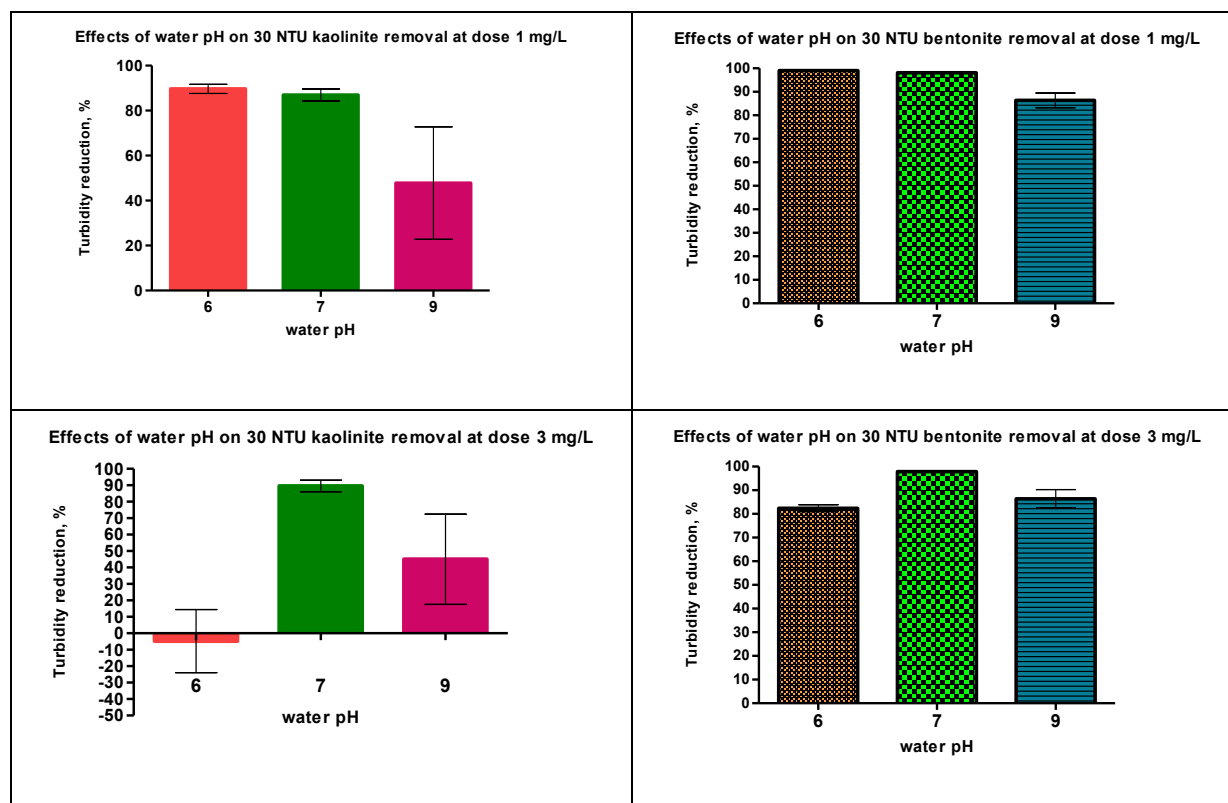 Effects of water pH on 30 NTU kaolinite removal at dose 1 mg/L
Turbidity reduction, %
100
80
60
40
20
0
6 7 9
water pH
Effects of water pH on 30 NTU bentonite removal at dose 1 mg/L
Turbidity reduction, %
100
90
80
70
60
50
40
30
20
10
0
6 7 9
water pH
Effects of water pH on 30 NTU kaolinite removal at dose 3 mg/L
Turbidity reduction, %
100
90
80
70
60
50
40
30
20
10
0
-10
-20
-30
-40
-50
6 7 9
water pH
Effects of water pH on 30 NTU bentonite removal at dose 3 mg/L
Turbidity reduction, %
100
90
80
70
60
50
40
30
20
10
0
6 7 9
water pH